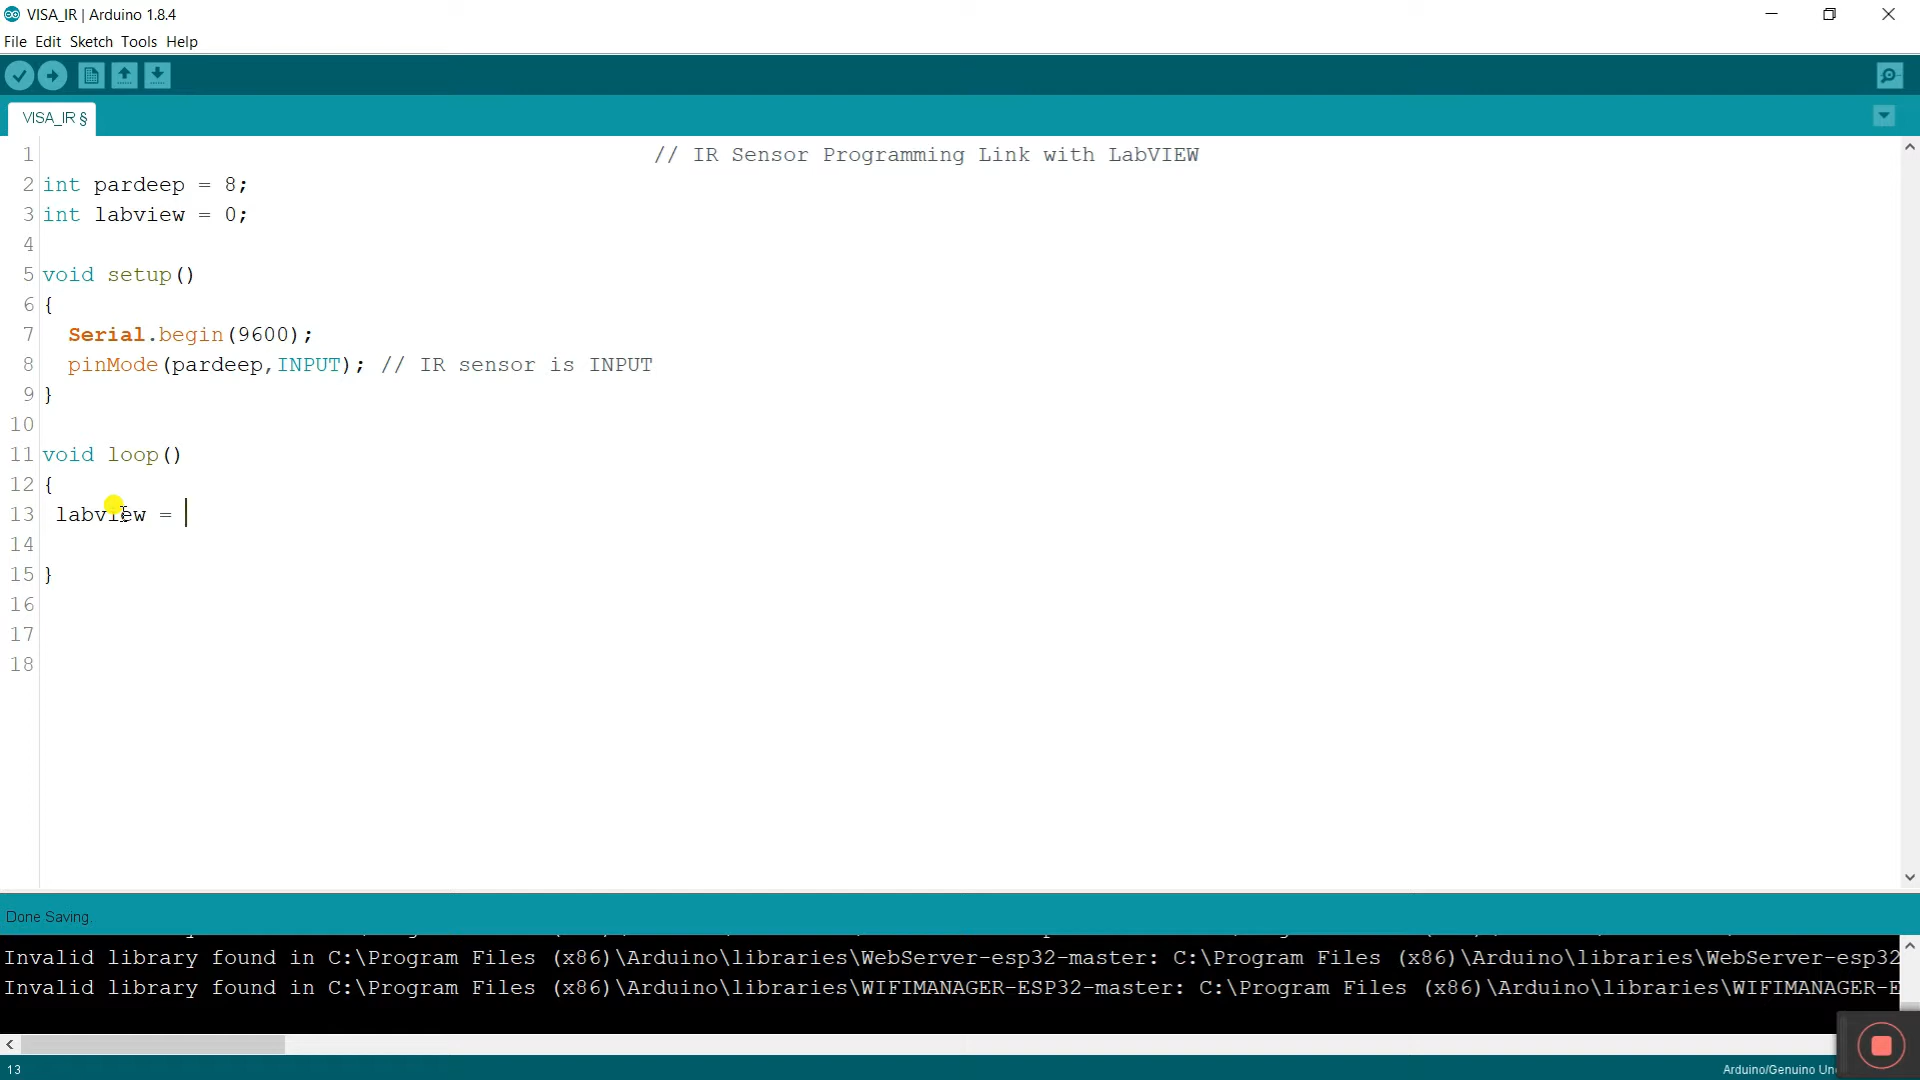 VISA_IR | Arduino 1.8.4
File Edit Sketch Tools Help
VISA_IR §
1 // IR Sensor Programming Link with LabVIEW
2 int pardeep = 8;
3 int labview = 0;
4
5 void setup()
6 {
7 Serial.begin(9600);
8 pinMode(pardeep,INPUT); // IR sensor is INPUT
9 }
10
11 void loop()
12 {
13 labview =
14
15 }
16
17
18
Done Saving.
Invalid library found in C:\Program Files (x86)\Arduino\libraries\WebServer-esp32-master: C:\Program Files (x86)\Arduino\libraries\WebServer-esp32
Invalid library found in C:\Program Files (x86)\Arduino\libraries\WIFIMANAGER-ESP32-master: C:\Program Files (x86)\Arduino\libraries\WIFIMANAGER-E
13 Arduino/Genuino Un